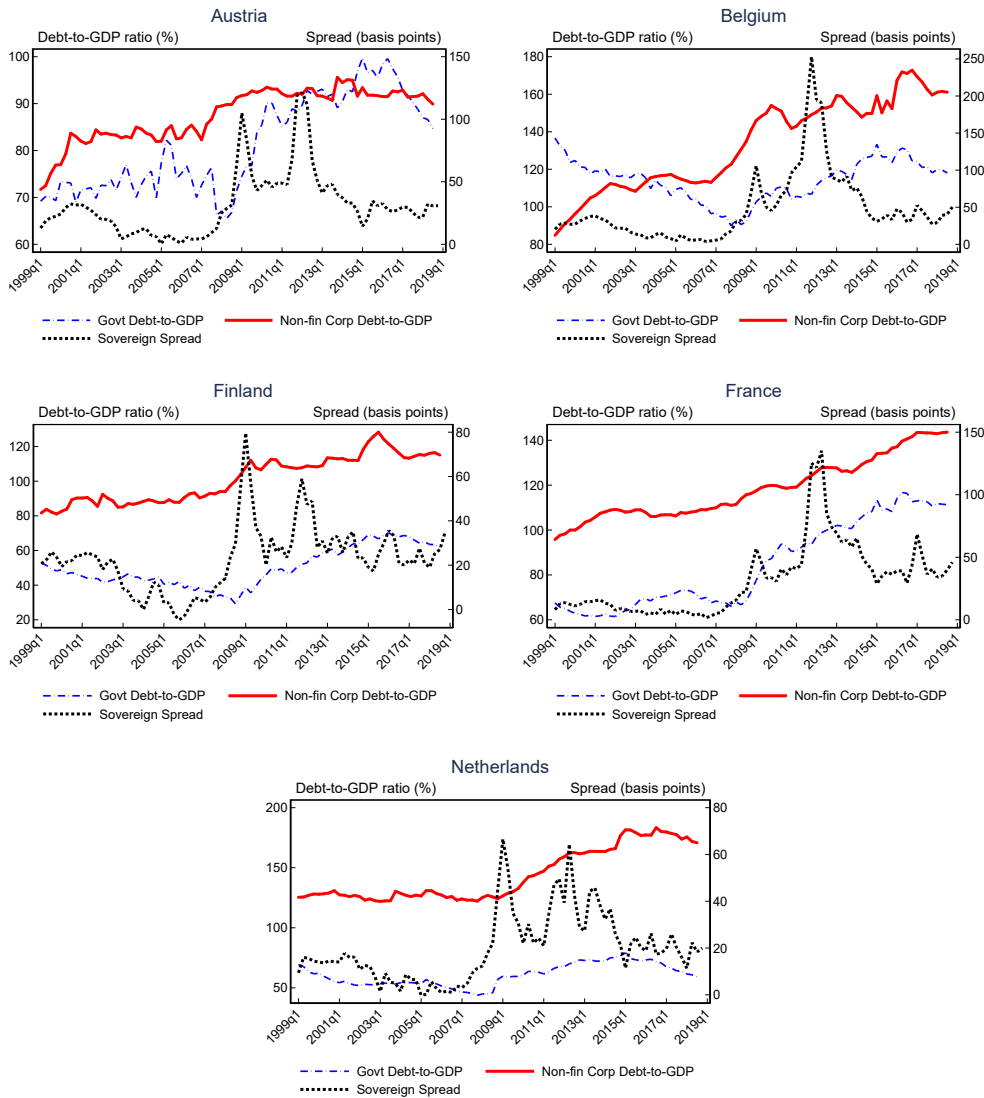 Austria
Debt-to-GDP ratio (%) Spread (basis points)
100 150
90 100
80
50
70
60 0
1999q1 2001q1 2003q1 2005q1 2007q1 2009q1 2011q1 2013q1 2015q1 2017q1 2019q1
Govt Debt-to-GDP Non-fin Corp Debt-to-GDP
Sovereign Spread
Belgium
Debt-to-GDP ratio (%) Spread (basis points)
180 250
160 200
140 150
120 100
100 50
80 0
1999q1 2001q1 2003q1 2005q1 2007q1 2009q1 2011q1 2013q1 2015q1 2017q1 2019q1
Govt Debt-to-GDP Non-fin Corp Debt-to-GDP
Sovereign Spread
Finland
Debt-to-GDP ratio (%) Spread (basis points)
120 80
100 60
80 40
60 20
40 0
20
1999q1 2001q1 2003q1 2005q1 2007q1 2009q1 2011q1 2013q1 2015q1 2017q1 2019q1
Govt Debt-to-GDP Non-fin Corp Debt-to-GDP
Sovereign Spread
France
Debt-to-GDP ratio (%) Spread (basis points)
140 150
120 100
100 50
80 0
60
1999q1 2001q1 2003q1 2005q1 2007q1 2009q1 2011q1 2013q1 2015q1 2017q1 2019q1
Govt Debt-to-GDP Non-fin Corp Debt-to-GDP
Sovereign Spread
Netherlands
Debt-to-GDP ratio (%) Spread (basis points)
200 80
150 60
40
100 20
50 0
1999q1 2001q1 2003q1 2005q1 2007q1 2009q1 2011q1 2013q1 2015q1 2017q1 2019q1
Govt Debt-to-GDP Non-fin Corp Debt-to-GDP
Sovereign Spread